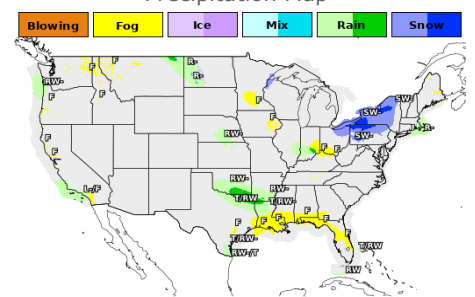 Precipitation Map
Blowing Fog Ice Mix Rain Snow
F
F
R-
R-
RW-
F
F
F
SW-
SW-
SW-
F
RW-
R-
F
F
F
F
L-/F
RW-
RW-
T/RW
T/RW-
F
F
F
F
F
F
T/RW-
T/RW
RW-/T
RW